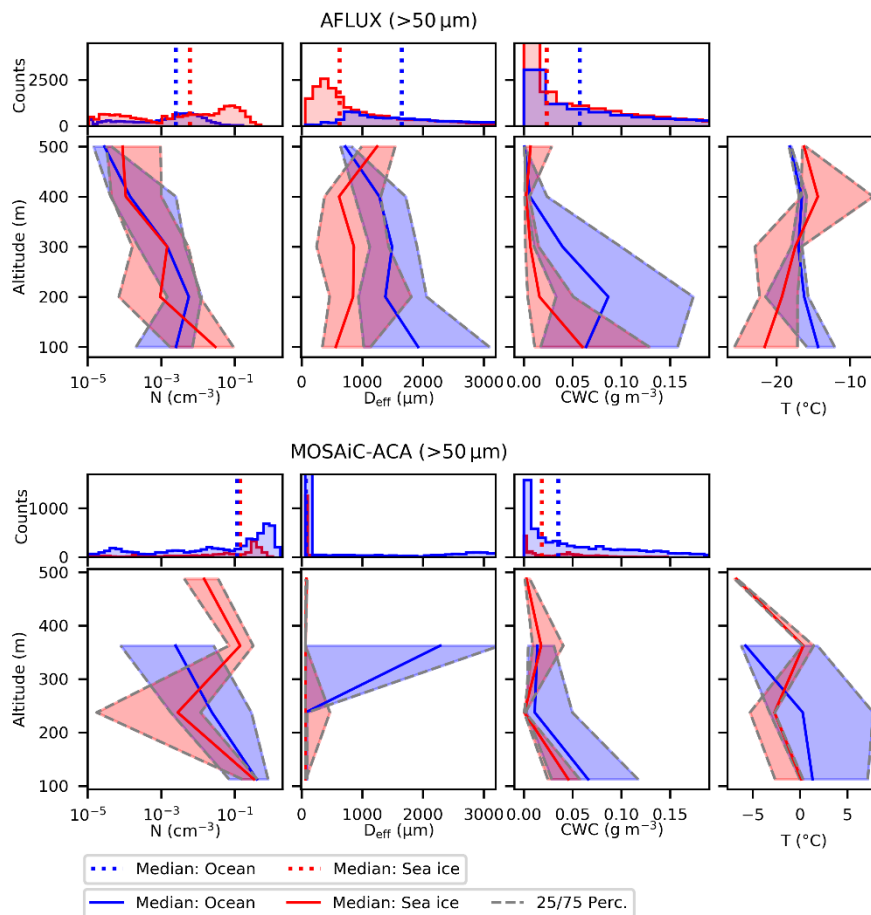 AFLUX (>50 μm)
Counts
2500
0
Altitude (m)
500
400
300
200
100
10⁻⁵ 10⁻³ 10⁻¹
N (cm⁻³)
0 1000 2000 3000
D_eff (μm)
0.00 0.05 0.10 0.15
CWC (g m⁻³)
−20 −10
T (°C)
MOSAiC-ACA (>50 μm)
Counts
1000
0
Altitude (m)
500
400
300
200
100
10⁻⁵ 10⁻³ 10⁻¹
N (cm⁻³)
0 1000 2000 3000
D_eff (μm)
0.00 0.05 0.10 0.15
CWC (g m⁻³)
−5 0 5
T (°C)
Median: Ocean Median: Sea ice
Median: Ocean Median: Sea ice 25/75 Perc.